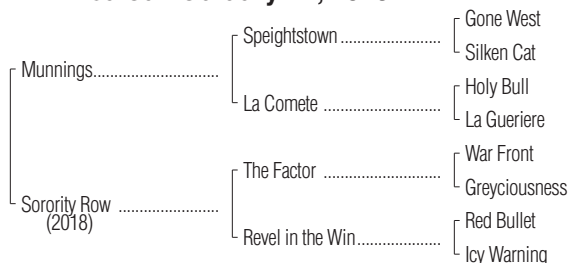 Gone West
Speightstown
Silken Cat
Munnings
Holy Bull
La Comete
La Gueriere
War Front
The Factor
Greyciousness
Sorority Row
(2018)
Red Bullet
Revel in the Win
Icy Warning